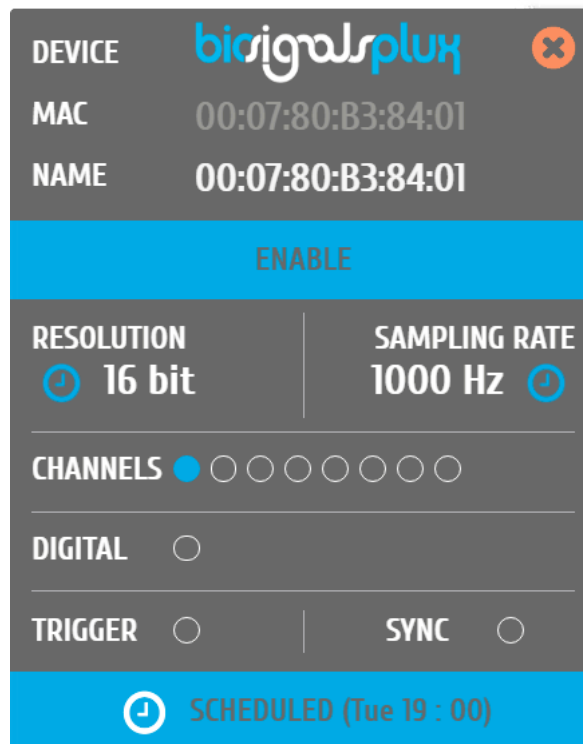 DEVICE biosignalsplux
MAC 00:07:80:B3:84:01
NAME 00:07:80:B3:84:01
ENABLE
RESOLUTION SAMPLING RATE
16 bit 1000 Hz
CHANNELS
DIGITAL
TRIGGER SYNC
SCHEDULED (Tue 19 : 00)